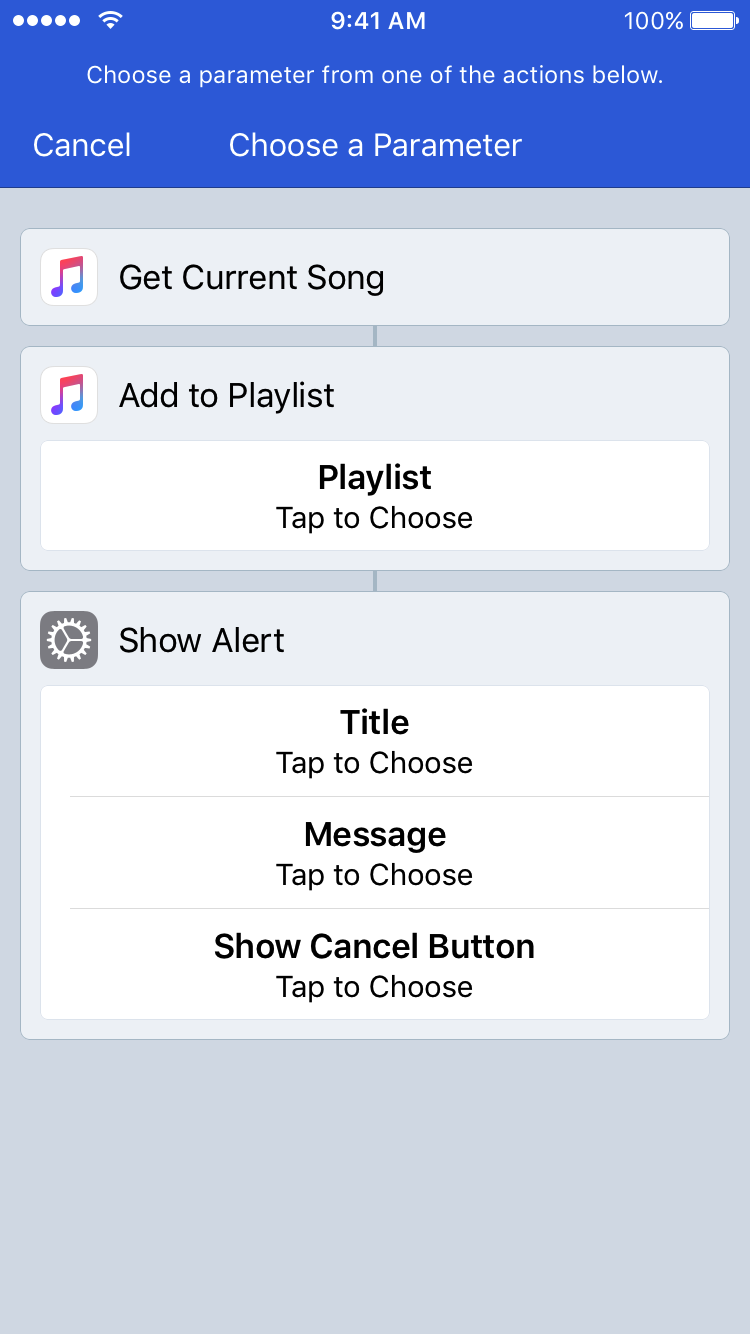 9:41 AM
100%
Choose a parameter from one of the actions below.
Cancel
Choose a Parameter
Get Current Song
Add to Playlist
Playlist
Tap to Choose
Show Alert
Title
Tap to Choose
Message
Tap to Choose
Show Cancel Button
Tap to Choose